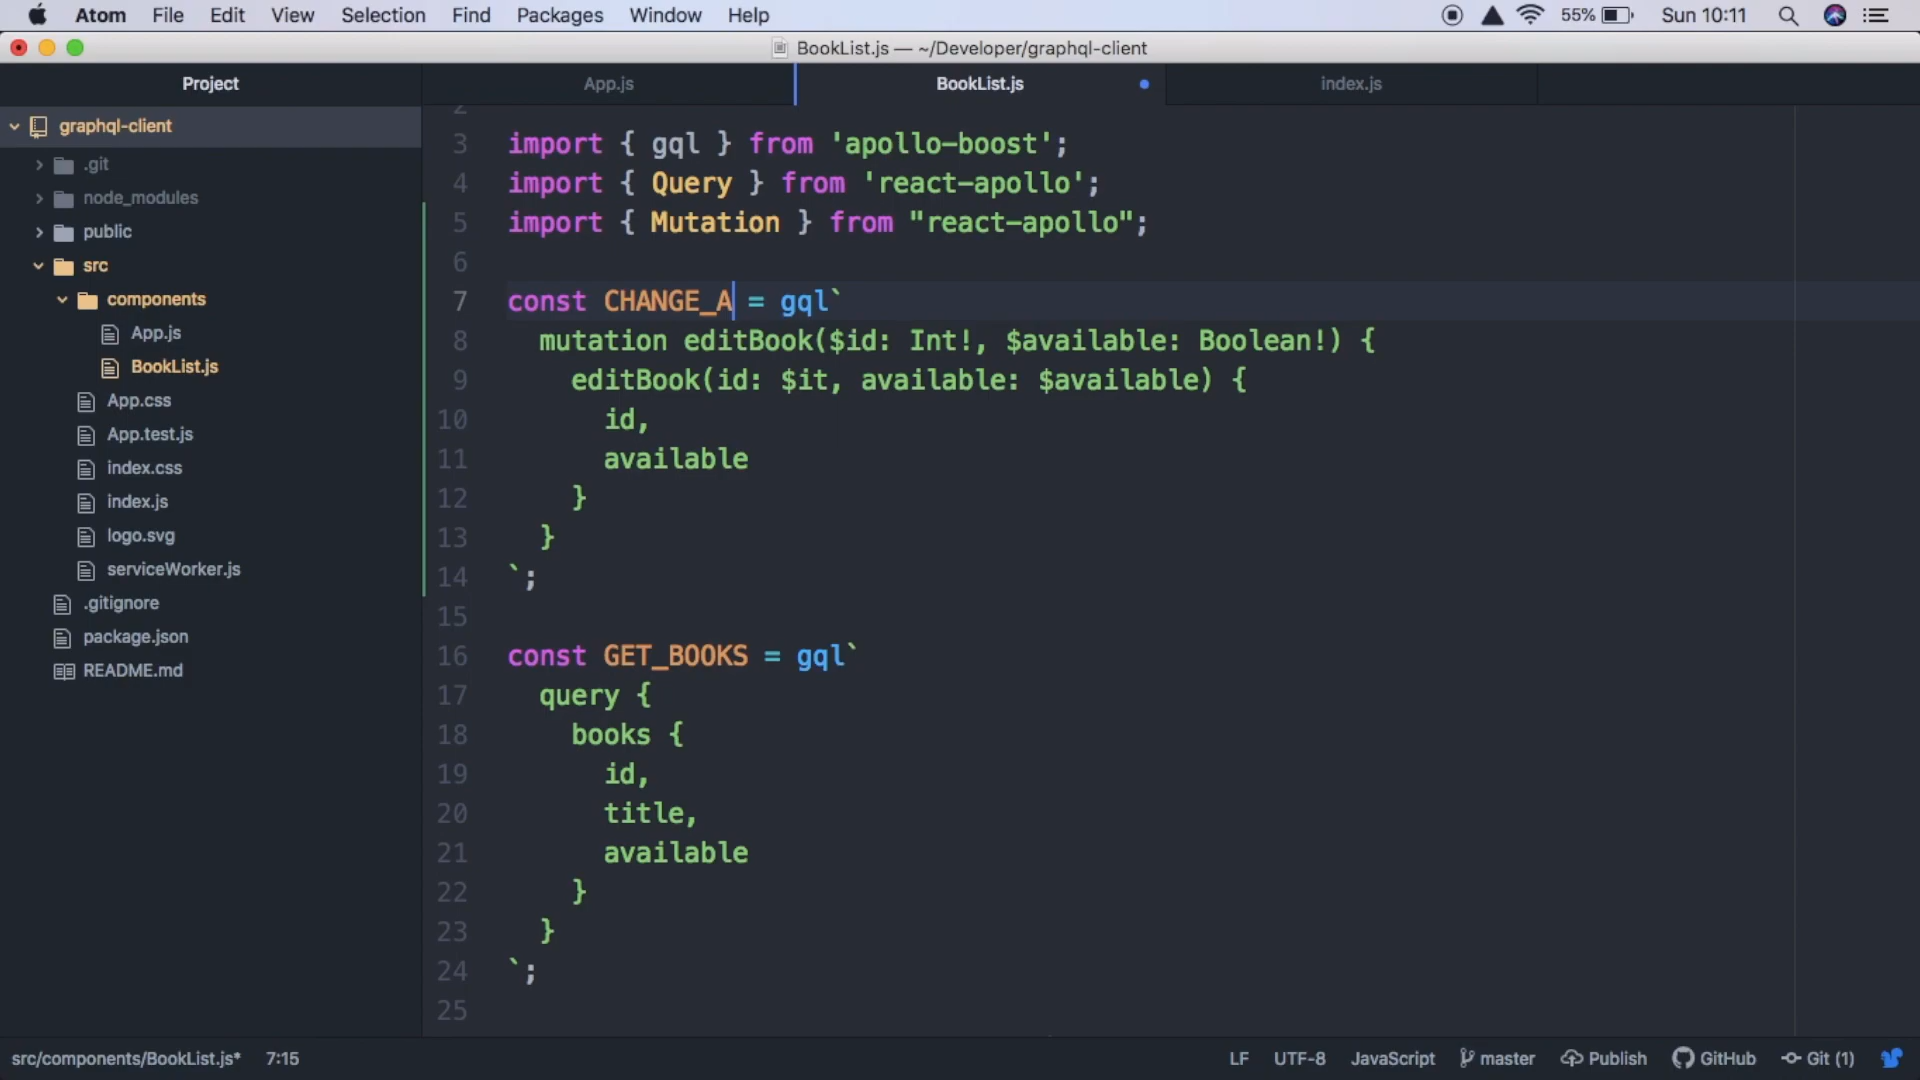 Atom File Edit View Selection Find Packages Window Help 55% Sun 10:11
BookList.js — ~/Developer/graphql-client
Project
App.js BookList.js index.js
graphql-client
.git
node_modules
public
src
components
App.js
BookList.js
App.css
App.test.js
index.css
index.js
logo.svg
serviceWorker.js
.gitignore
package.json
README.md
2
3 import { gql } from 'apollo-boost';
4 import { Query } from 'react-apollo';
5 import { Mutation } from "react-apollo";
6
7 const CHANGE_A = gql`
8 mutation editBook($id: Int!, $available: Boolean!) {
9 editBook(id: $it, available: $available) {
10 id,
11 available
12 }
13 }
14 `;
15
16 const GET_BOOKS = gql`
17 query {
18 books {
19 id,
20 title,
21 available
22 }
23 }
24 `;
25
src/components/BookList.js* 7:15 LF UTF-8 JavaScript master Publish GitHub Git (1)